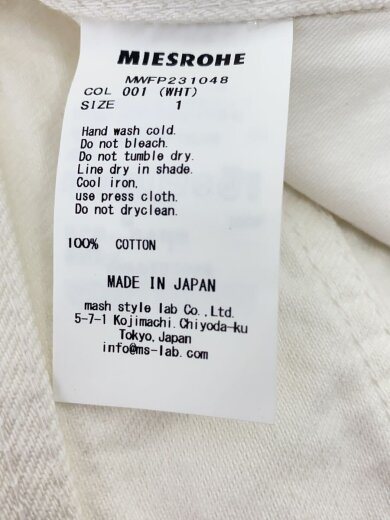 MIESROHE
MWFP231048
COL 001 (WHT)
SIZE 1
Hand wash cold.
Do not bleach.
Do not tumble dry.
Line dry in shade.
Cool iron,
use press cloth.
Do not dryclean.
100% COTTON
MADE IN JAPAN
mash style lab Co.,Ltd.
5-7-1 Kojimachi.Chiyoda-ku
Tokyo,Japan
info@ms-lab.com